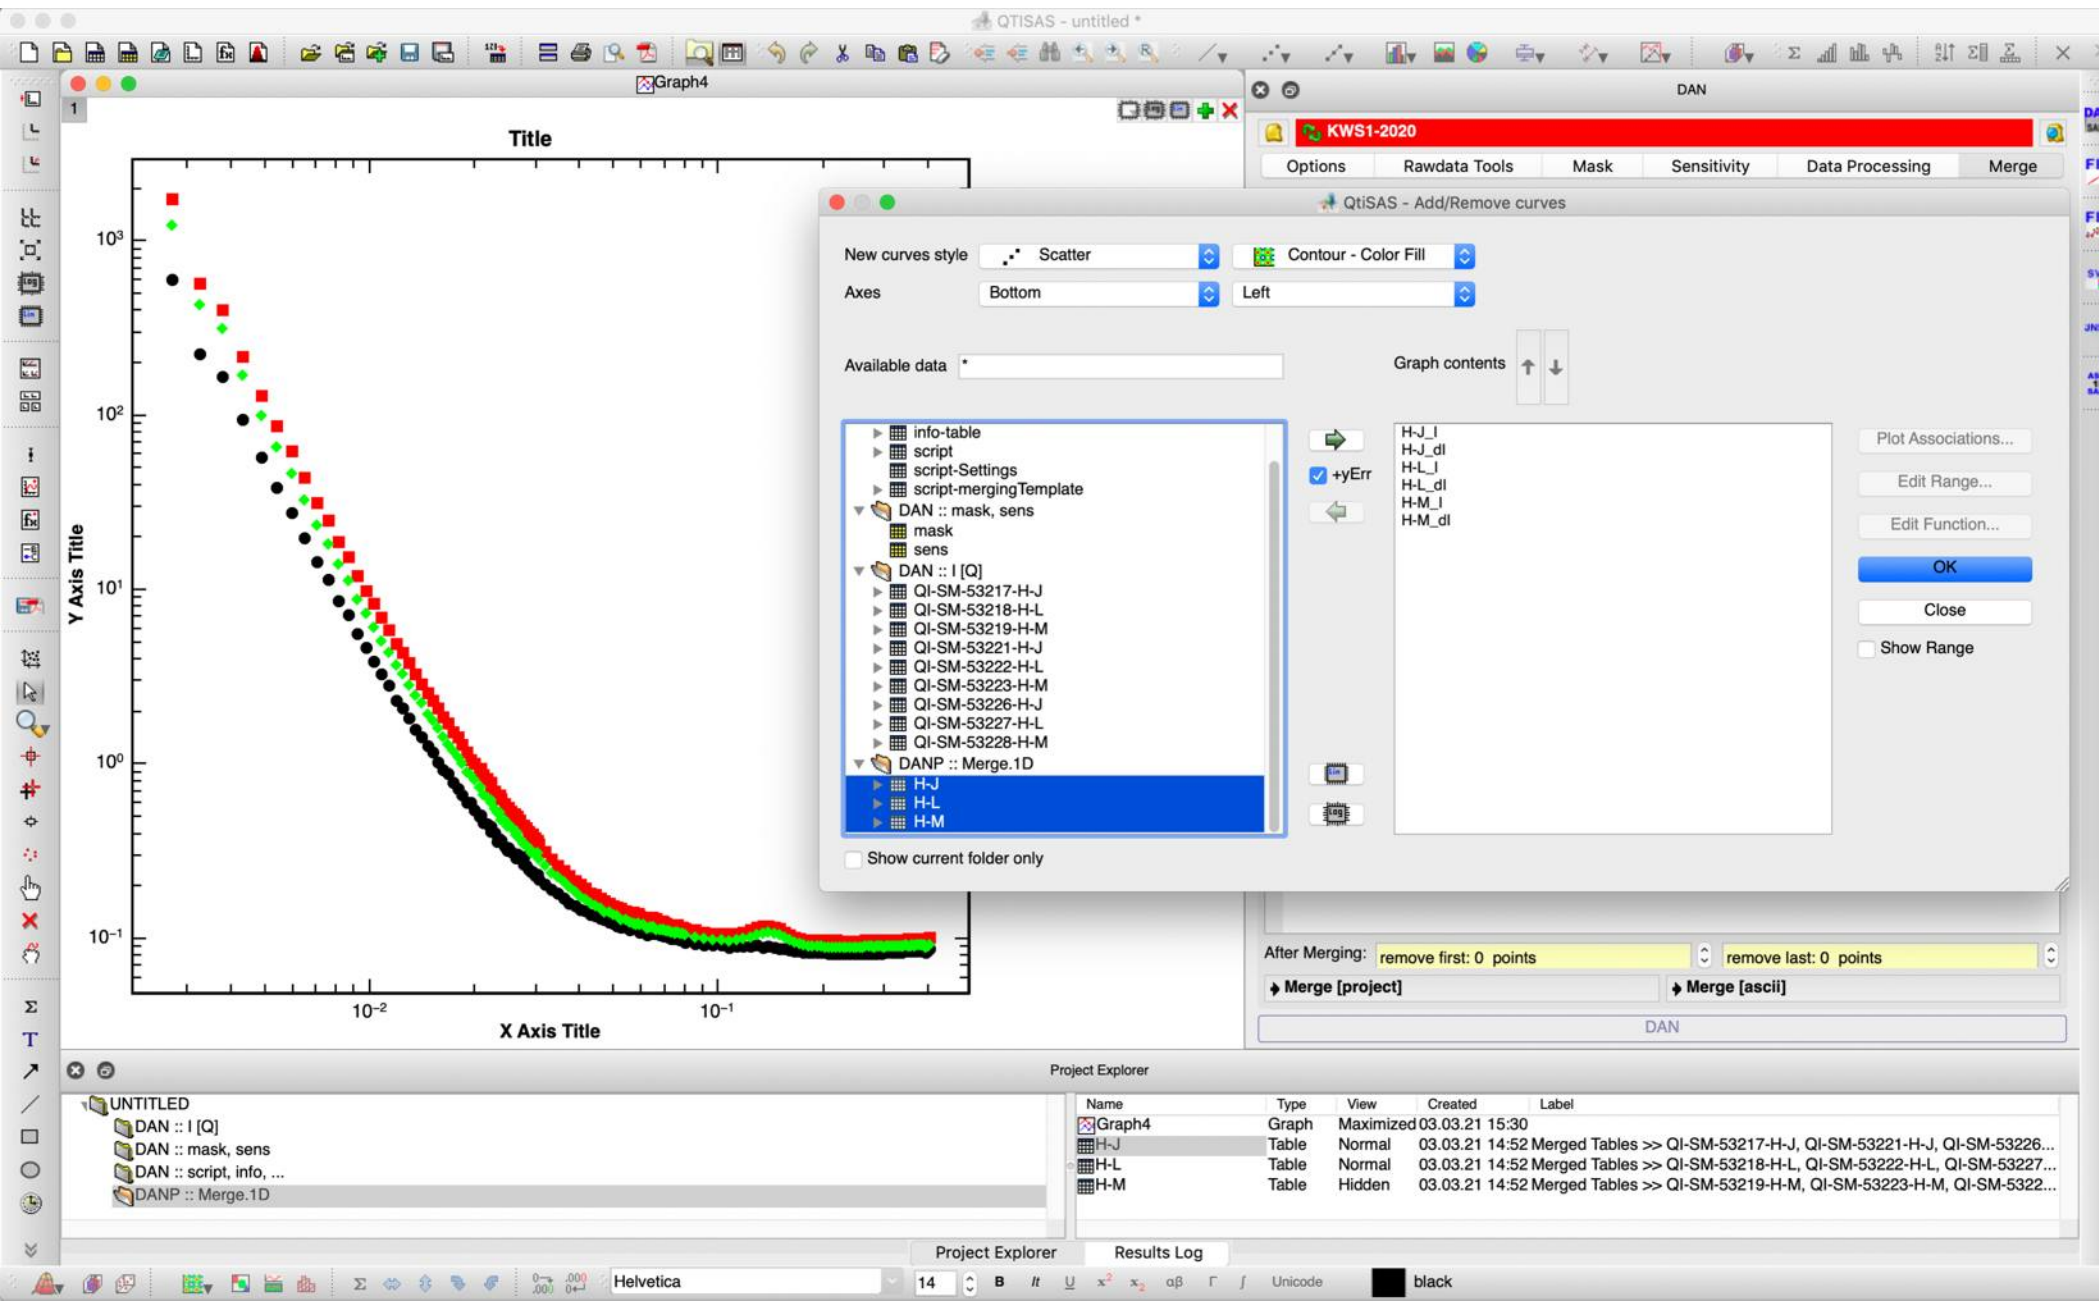 QTISAS - untitled *
Graph4
1
Title
10³
10²
10¹
10⁰
10⁻¹
Y Axis Title
10⁻²
10⁻¹
X Axis Title
DAN
KWS1-2020
Options
Rawdata Tools
Mask
Sensitivity
Data Processing
Merge
QtiSAS - Add/Remove curves
New curves style
Scatter
Contour - Color Fill
Axes
Bottom
Left
Available data
*
Graph contents
info-table
script
script-Settings
script-mergingTemplate
DAN :: mask, sens
mask
sens
DAN :: I [Q]
QI-SM-53217-H-J
QI-SM-53218-H-L
QI-SM-53219-H-M
QI-SM-53221-H-J
QI-SM-53222-H-L
QI-SM-53223-H-M
QI-SM-53226-H-J
QI-SM-53227-H-L
QI-SM-53228-H-M
DANP :: Merge.1D
H-J
H-L
H-M
Show current folder only
+yErr
Lin
Log
H-J_I
H-J_dI
H-L_I
H-L_dI
H-M_I
H-M_dI
Plot Associations...
Edit Range...
Edit Function...
OK
Close
Show Range
After Merging:
remove first: 0 points
remove last: 0 points
Merge [project]
Merge [ascii]
DAN
Project Explorer
UNTITLED
DAN :: I [Q]
DAN :: mask, sens
DAN :: script, info, ...
DANP :: Merge.1D
Name Type View Created Label
Graph4 Graph Maximized 03.03.21 15:30
H-J Table Normal 03.03.21 14:52 Merged Tables >> QI-SM-53217-H-J, QI-SM-53221-H-J, QI-SM-53226...
H-L Table Normal 03.03.21 14:52 Merged Tables >> QI-SM-53218-H-L, QI-SM-53222-H-L, QI-SM-53227...
H-M Table Hidden 03.03.21 14:52 Merged Tables >> QI-SM-53219-H-M, QI-SM-53223-H-M, QI-SM-5322...
Project Explorer
Results Log
Helvetica
14
B It U x² x₂ αβ Γ ∫ Unicode
black